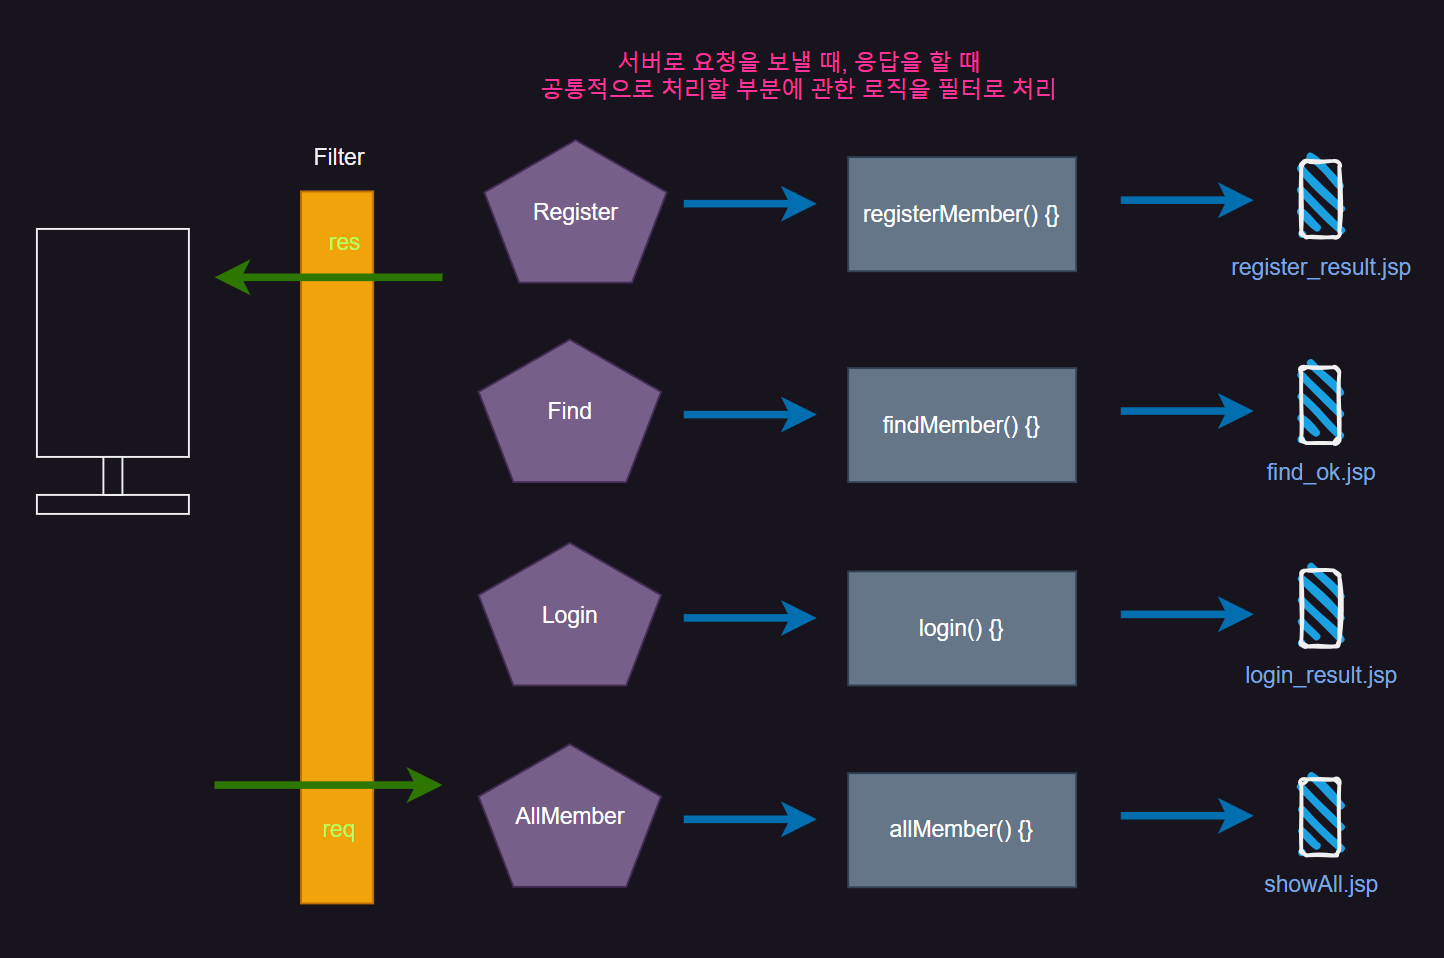 서버로 요청을 보낼 때, 응답을 할 때
공통적으로 처리할 부분에 관한 로직을 필터로 처리
Filter
res
Register
registerMember() {}
register_result.jsp
Find
findMember() {}
find_ok.jsp
Login
login() {}
login_result.jsp
req
AllMember
allMember() {}
showAll.jsp